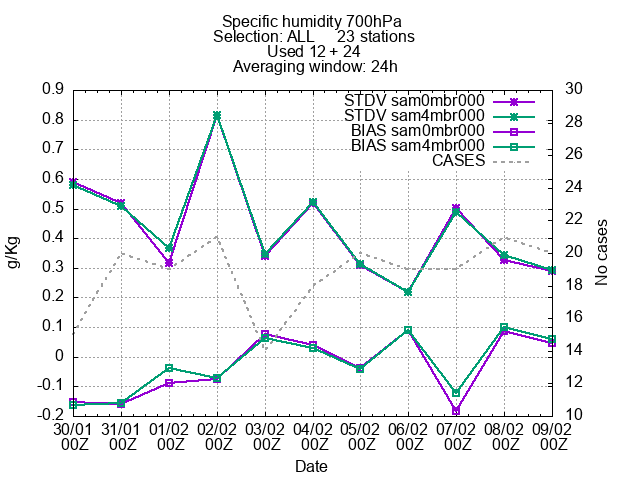 Specific humidity 700hPa
Selection: ALL 23 stations
Used 12 + 24
Averaging window: 24h
STDV sam0mbr000
STDV sam4mbr000
BIAS sam0mbr000
BIAS sam4mbr000
CASES
g/Kg
0.9
0.8
0.7
0.6
0.5
0.4
0.3
0.2
0.1
0
-0.1
-0.2
30
28
26
24
22
20
18
16
14
12
10
No cases
30/01 31/01 01/02 02/02 03/02 04/02 05/02 06/02 07/02 08/02 09/02
00Z 00Z 00Z 00Z 00Z 00Z 00Z 00Z 00Z 00Z 00Z
Date